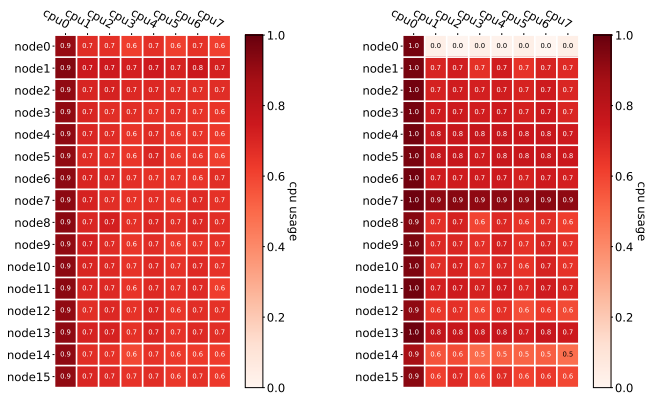 cpu0 cpu1 cpu2 cpu3 cpu4 cpu5 cpu6 cpu7
node0 0.9 0.7 0.7 0.6 0.7 0.7 0.7 0.6
node1 0.9 0.7 0.7 0.7 0.7 0.7 0.8 0.7
node2 0.9 0.7 0.7 0.7 0.7 0.7 0.6 0.7
node3 0.9 0.7 0.7 0.7 0.7 0.7 0.7 0.6
node4 0.9 0.7 0.7 0.6 0.7 0.6 0.7 0.6
node5 0.9 0.7 0.7 0.6 0.7 0.7 0.6 0.6
node6 0.9 0.7 0.7 0.7 0.7 0.7 0.6 0.7
node7 0.9 0.7 0.7 0.7 0.7 0.6 0.7 0.7
node8 0.9 0.7 0.7 0.7 0.7 0.7 0.7 0.7
node9 0.9 0.7 0.7 0.6 0.7 0.7 0.7 0.7
node10 0.9 0.7 0.7 0.7 0.7 0.7 0.7 0.7
node11 0.9 0.7 0.7 0.6 0.7 0.7 0.7 0.6
node12 0.9 0.7 0.7 0.7 0.7 0.6 0.7 0.7
node13 0.9 0.7 0.7 0.7 0.7 0.7 0.7 0.7
node14 0.9 0.7 0.7 0.6 0.7 0.7 0.7 0.6
node15 0.9 0.7 0.7 0.7 0.7 0.6 0.6 0.6
1.0
0.8
0.6
0.4
0.2
0.0
cpu usage
cpu0 cpu1 cpu2 cpu3 cpu4 cpu5 cpu6 cpu7
node0 1.0 0.0 0.0 0.0 0.0 0.0 0.0 0.0
node1 1.0 0.7 0.7 0.7 0.7 0.7 0.7 0.7
node2 1.0 0.7 0.7 0.7 0.7 0.7 0.7 0.7
node3 1.0 0.7 0.7 0.7 0.7 0.7 0.7 0.7
node4 1.0 0.8 0.8 0.8 0.8 0.8 0.8 0.7
node5 1.0 0.8 0.8 0.8 0.8 0.8 0.8 0.8
node6 1.0 0.7 0.7 0.7 0.7 0.7 0.7 0.7
node7 1.0 0.9 0.9 0.9 0.9 0.9 0.9 0.9
node8 0.9 0.7 0.7 0.6 0.7 0.6 0.7 0.6
node9 1.0 0.7 0.7 0.7 0.7 0.7 0.7 0.7
node10 1.0 0.7 0.6 0.7 0.7 0.6 0.7 0.7
node11 1.0 0.7 0.7 0.7 0.7 0.7 0.7 0.7
node12 0.9 0.6 0.7 0.6 0.7 0.6 0.6 0.6
node13 1.0 0.8 0.8 0.8 0.8 0.7 0.8 0.7
node14 0.9 0.6 0.6 0.5 0.5 0.5 0.5 0.5
node15 0.9 0.6 0.7 0.6 0.7 0.6 0.6 0.6
1.0
0.8
0.6
0.4
0.2
0.0
cpu usage